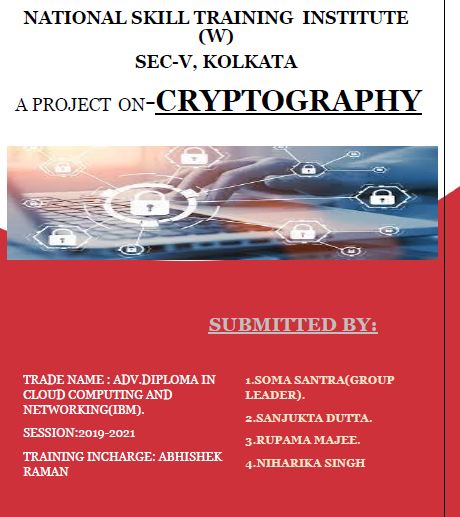 NATIONAL SKILL TRAINING INSTITUTE
(W)
SEC-V, KOLKATA
A PROJECT ON-CRYPTOGRAPHY
SUBMITTED BY:
TRADE NAME : ADV.DIPLOMA IN
CLOUD COMPUTING AND
NETWORKING(IBM).
SESSION:2019-2021
TRAINING INCHARGE: ABHISHEK
RAMAN
1.SOMA SANTRA(GROUP
LEADER).
2.SANJUKTA DUTTA.
3.RUPAMA MAJEE.
4.NIHARIKA SINGH